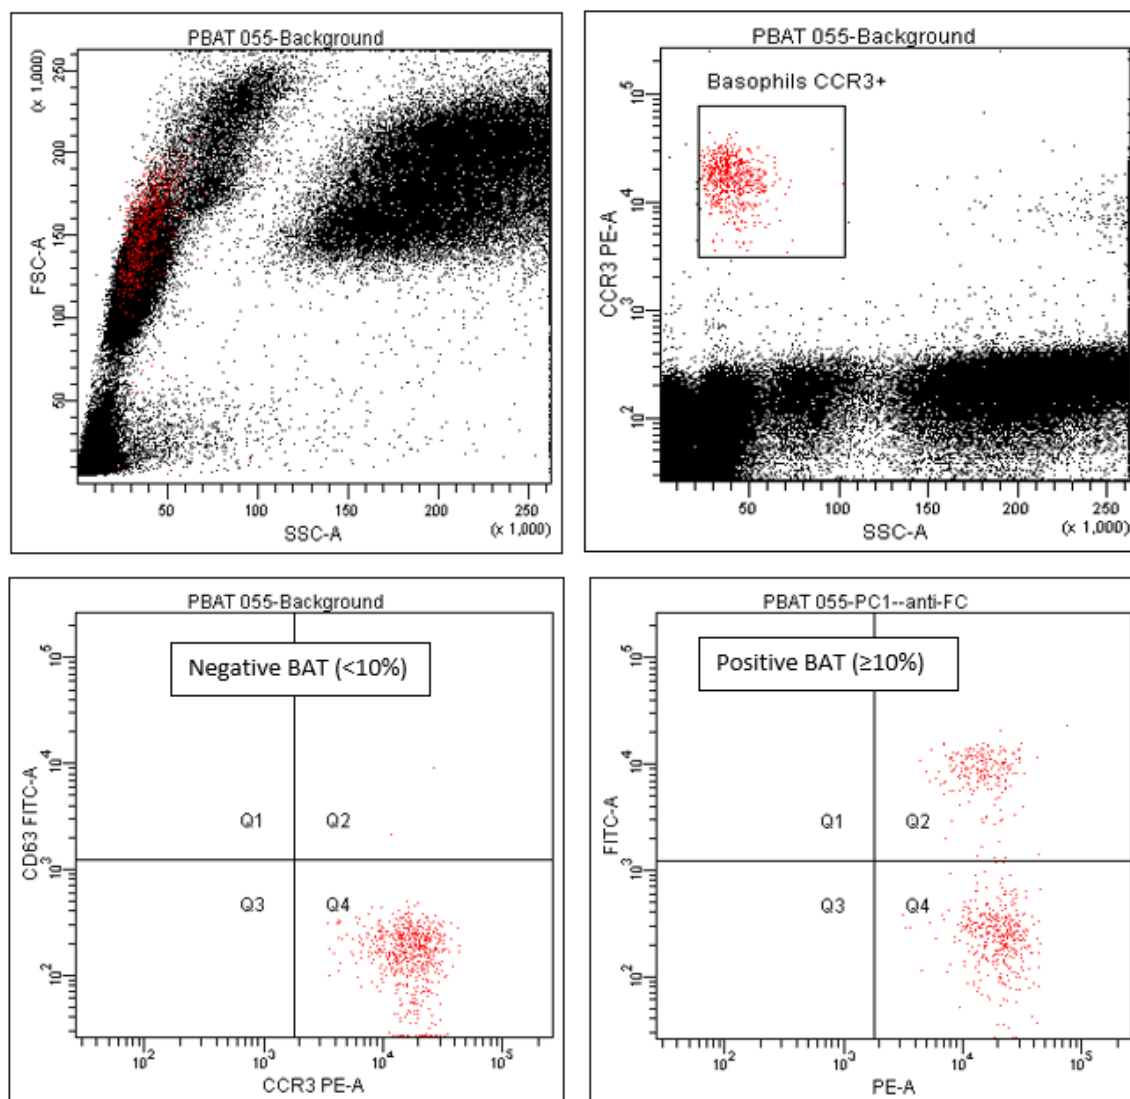 PBAT 055-Background
(x 1,000)
250
200
150
100
50
FSC-A
50 100 150 200 250
SSC-A (x 1,000)
PBAT 055-Background
Basophils CCR3+
10^5
10^4
10^3
10^2
CCR3 PE-A
50 100 150 200 250
SSC-A (x 1,000)
PBAT 055-Background
Negative BAT (<10%)
10^5
10^4
10^3
10^2
CD63 FITC-A
Q1 Q2
Q3 Q4
10^2 10^3 10^4 10^5
CCR3 PE-A
PBAT 055-PC1--anti-FC
Positive BAT (≥10%)
10^5
10^4
10^3
10^2
FITC-A
Q1 Q2
Q3 Q4
10^2 10^3 10^4 10^5
PE-A